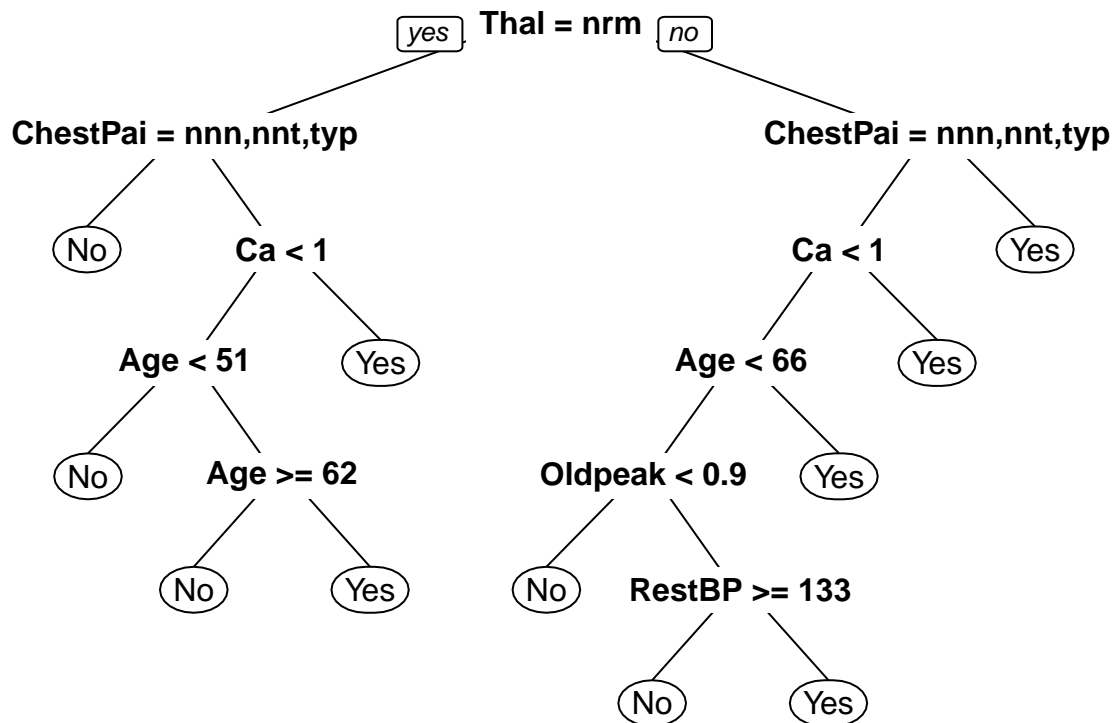 yes Thal = nrm no
ChestPai = nnn,nnt,typ ChestPai = nnn,nnt,typ
No Ca < 1 Ca < 1 Yes
Age < 51 Yes Age < 66 Yes
No Age >= 62 Oldpeak < 0.9 Yes
No Yes No RestBP >= 133
No Yes